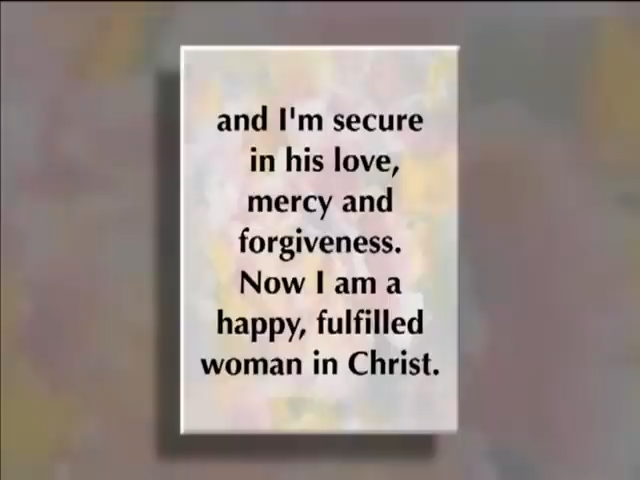 and I'm secure
in his love,
mercy and
forgiveness.
Now I am a
happy, fulfilled
woman in Christ.